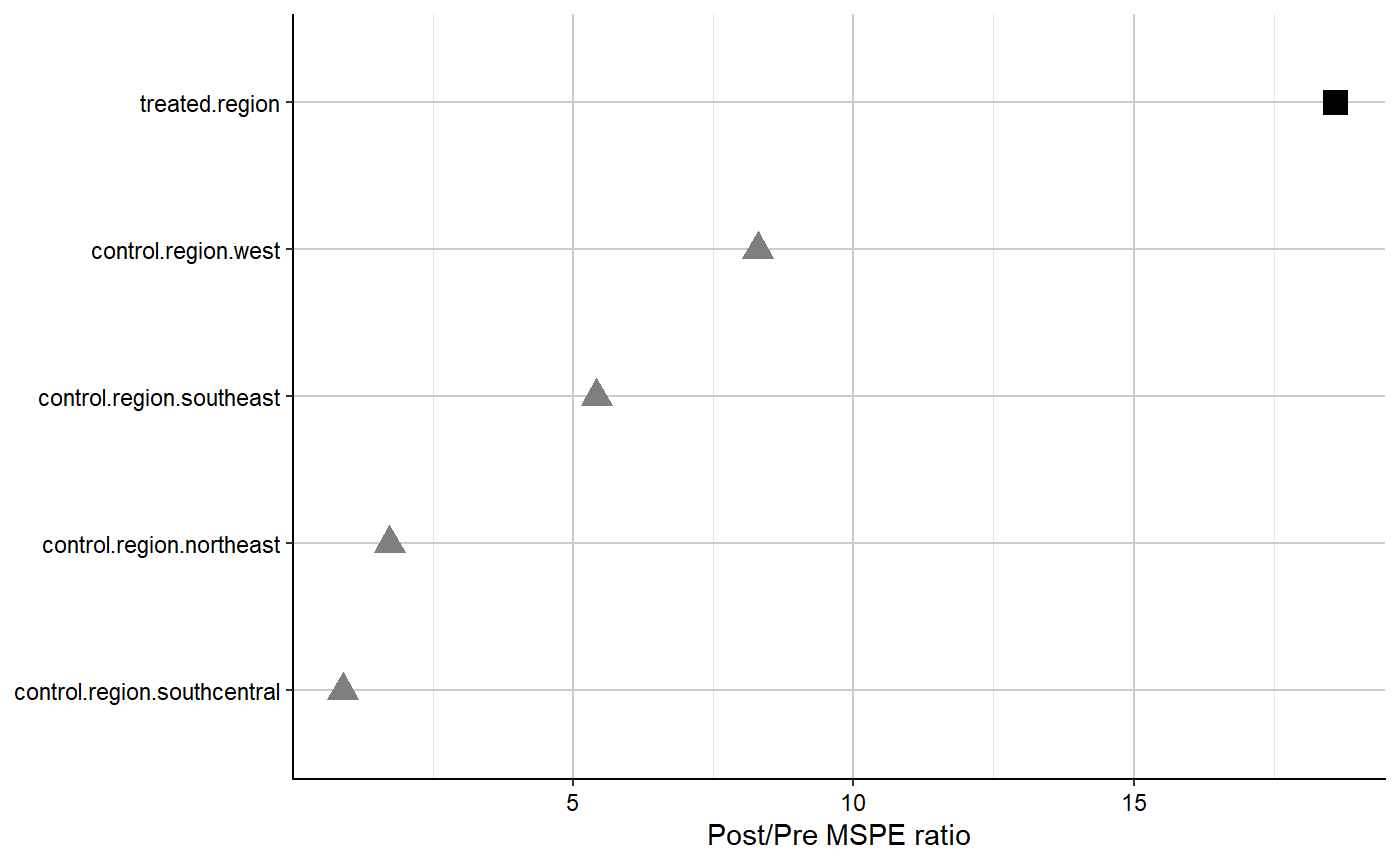 treated.region
control.region.west
control.region.southeast
control.region.northeast
control.region.southcentral
5 10 15
Post/Pre MSPE ratio